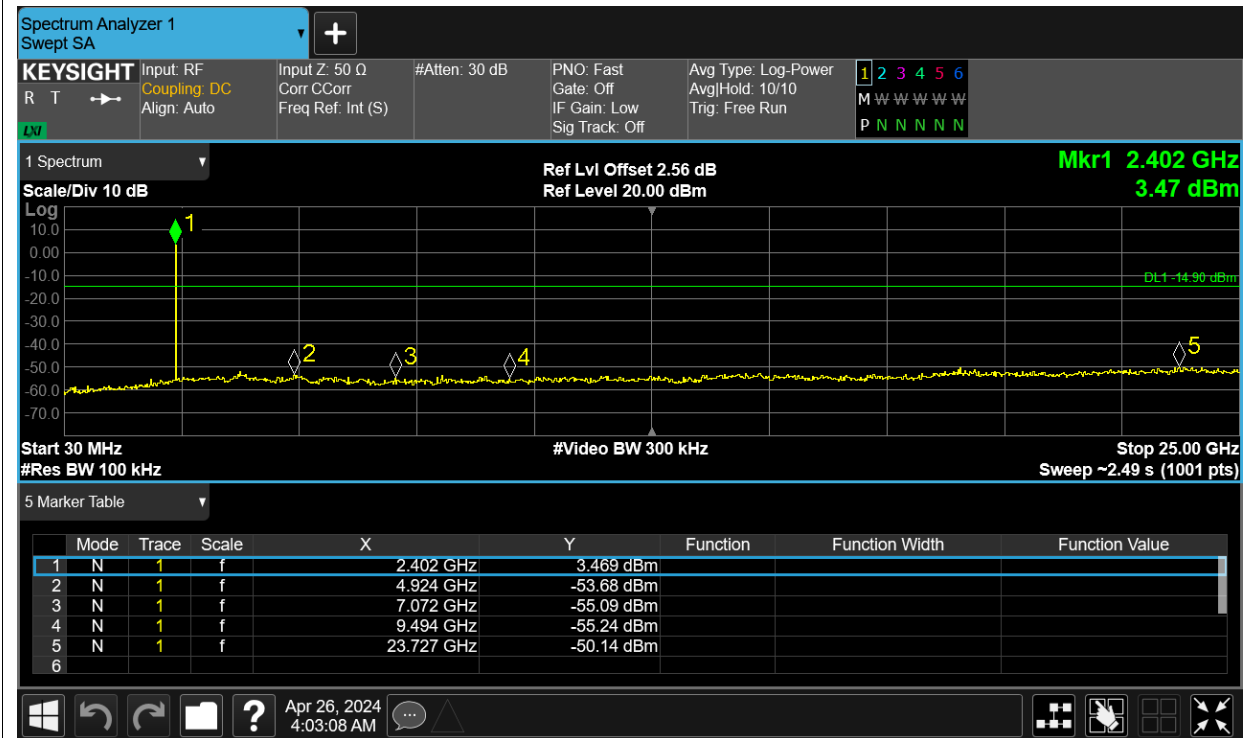 Spectrum Analyzer 1
Swept SA
+
KEYSIGHT
R T
LXI
Input: RF
Coupling: DC
Align: Auto
Input Z: 50 Ω
Corr CCorr
Freq Ref: Int (S)
#Atten: 30 dB
PNO: Fast
Gate: Off
IF Gain: Low
Sig Track: Off
Avg Type: Log-Power
Avg|Hold: 10/10
Trig: Free Run
1 2 3 4 5 6
M W W W W W
P N N N N N
1 Spectrum
Scale/Div 10 dB
Ref Lvl Offset 2.56 dB
Ref Level 20.00 dBm
Mkr1 2.402 GHz
3.47 dBm
Log
10.0
0.00
-10.0
-20.0
-30.0
-40.0
-50.0
-60.0
-70.0
1
2
3
4
5
DL1 -14.90 dBm
Start 30 MHz
#Res BW 100 kHz
#Video BW 300 kHz
Stop 25.00 GHz
Sweep ~2.49 s (1001 pts)
5 Marker Table
Mode Trace Scale X Y Function Function Width Function Value
1 N 1 f 2.402 GHz 3.469 dBm
2 N 1 f 4.924 GHz -53.68 dBm
3 N 1 f 7.072 GHz -55.09 dBm
4 N 1 f 9.494 GHz -55.24 dBm
5 N 1 f 23.727 GHz -50.14 dBm
6
?
Apr 26, 2024
4:03:08 AM